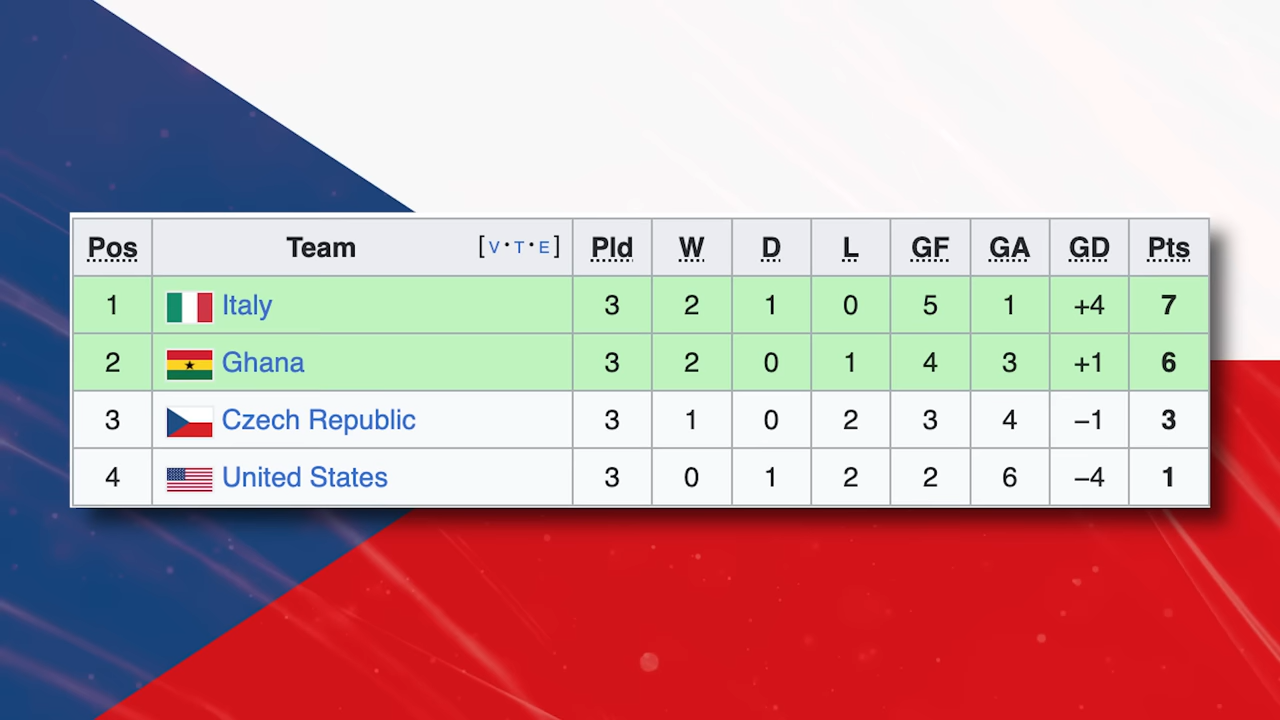 Pos Team [V·T·E] Pld W D L GF GA GD Pts
1 Italy 3 2 1 0 5 1 +4 7
2 Ghana 3 2 0 1 4 3 +1 6
3 Czech Republic 3 1 0 2 3 4 −1 3
4 United States 3 0 1 2 2 6 −4 1